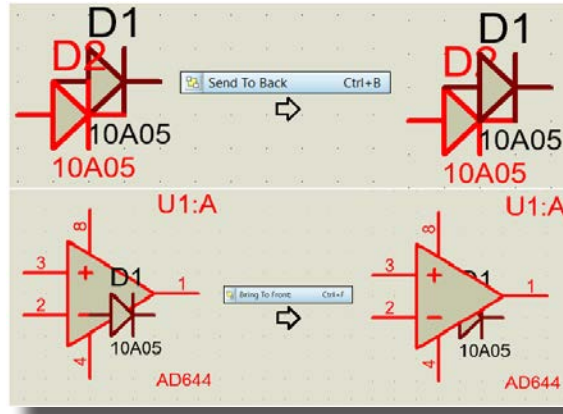 D1
D2
10A05
10A05
Send To Back Ctrl+B
D1
10A05
10A05
U1:A
8
3
+
D1
1
2
−
10A05
4
AD644
Bring To Front Ctrl+F
U1:A
8
3
+
1
2
−
10A05
4
AD644